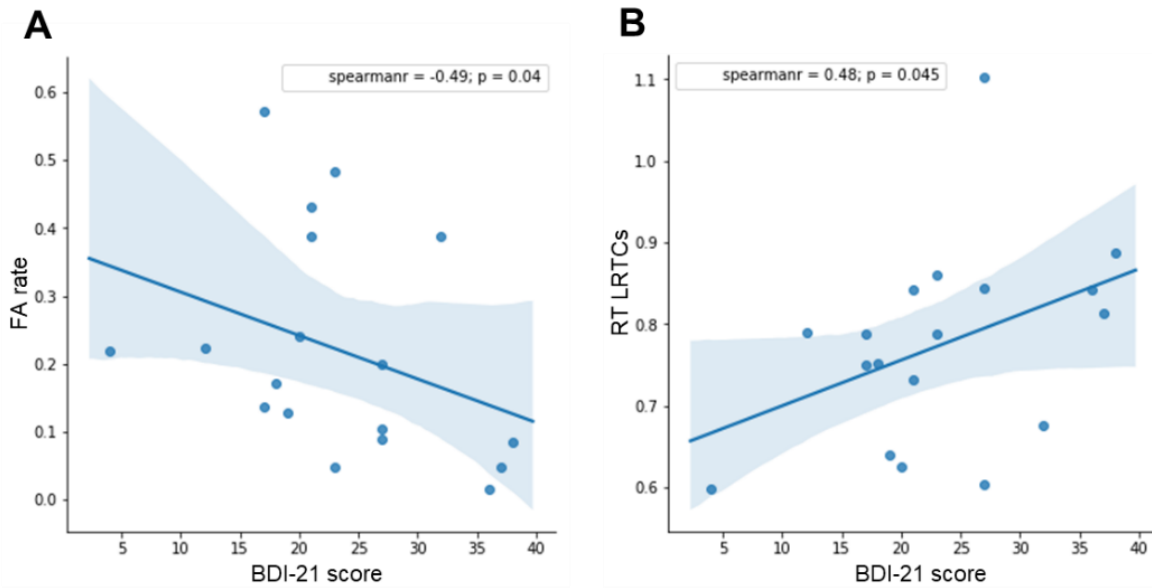 A
spearmanr = -0.49; p = 0.04
0.6
0.5
0.4
0.3
0.2
0.1
0.0
FA rate
5 10 15 20 25 30 35 40
BDI-21 score
B
spearmanr = 0.48; p = 0.045
1.1
1.0
0.9
0.8
0.7
0.6
RT LRTCs
5 10 15 20 25 30 35 40
BDI-21 score